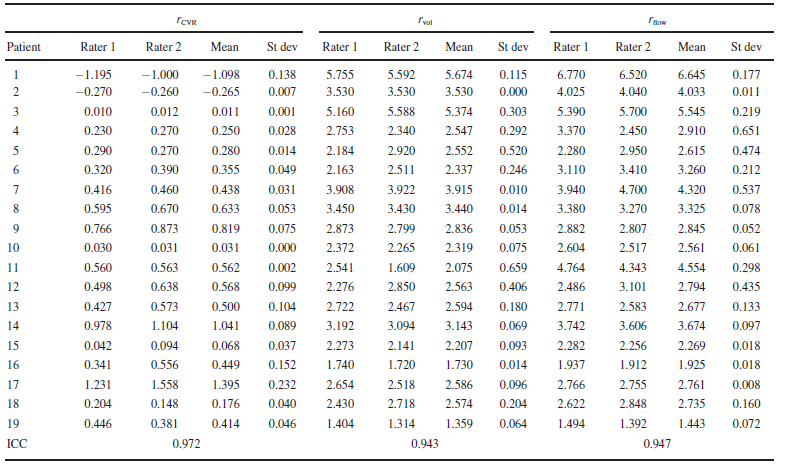 rCVR rvol rflow
Patient Rater 1 Rater 2 Mean St dev Rater 1 Rater 2 Mean St dev Rater 1 Rater 2 Mean St dev
1 −1.195 −1.000 −1.098 0.138 5.755 5.592 5.674 0.115 6.770 6.520 6.645 0.177
2 −0.270 −0.260 −0.265 0.007 3.530 3.530 3.530 0.000 4.025 4.040 4.033 0.011
3 0.010 0.012 0.011 0.001 5.160 5.588 5.374 0.303 5.390 5.700 5.545 0.219
4 0.230 0.270 0.250 0.028 2.753 2.340 2.547 0.292 3.370 2.450 2.910 0.651
5 0.290 0.270 0.280 0.014 2.184 2.920 2.552 0.520 2.280 2.950 2.615 0.474
6 0.320 0.390 0.355 0.049 2.163 2.511 2.337 0.246 3.110 3.410 3.260 0.212
7 0.416 0.460 0.438 0.031 3.908 3.922 3.915 0.010 3.940 4.700 4.320 0.537
8 0.595 0.670 0.633 0.053 3.450 3.430 3.440 0.014 3.380 3.270 3.325 0.078
9 0.766 0.873 0.819 0.075 2.873 2.799 2.836 0.053 2.882 2.807 2.845 0.052
10 0.030 0.031 0.031 0.000 2.372 2.265 2.319 0.075 2.604 2.517 2.561 0.061
11 0.560 0.563 0.562 0.002 2.541 1.609 2.075 0.659 4.764 4.343 4.554 0.298
12 0.498 0.638 0.568 0.099 2.276 2.850 2.563 0.406 2.486 3.101 2.794 0.435
13 0.427 0.573 0.500 0.104 2.722 2.467 2.594 0.180 2.771 2.583 2.677 0.133
14 0.978 1.104 1.041 0.089 3.192 3.094 3.143 0.069 3.742 3.606 3.674 0.097
15 0.042 0.094 0.068 0.037 2.273 2.141 2.207 0.093 2.282 2.256 2.269 0.018
16 0.341 0.556 0.449 0.152 1.740 1.720 1.730 0.014 1.937 1.912 1.925 0.018
17 1.231 1.558 1.395 0.232 2.654 2.518 2.586 0.096 2.766 2.755 2.761 0.008
18 0.204 0.148 0.176 0.040 2.430 2.718 2.574 0.204 2.622 2.848 2.735 0.160
19 0.446 0.381 0.414 0.046 1.404 1.314 1.359 0.064 1.494 1.392 1.443 0.072
ICC 0.972 0.943 0.947